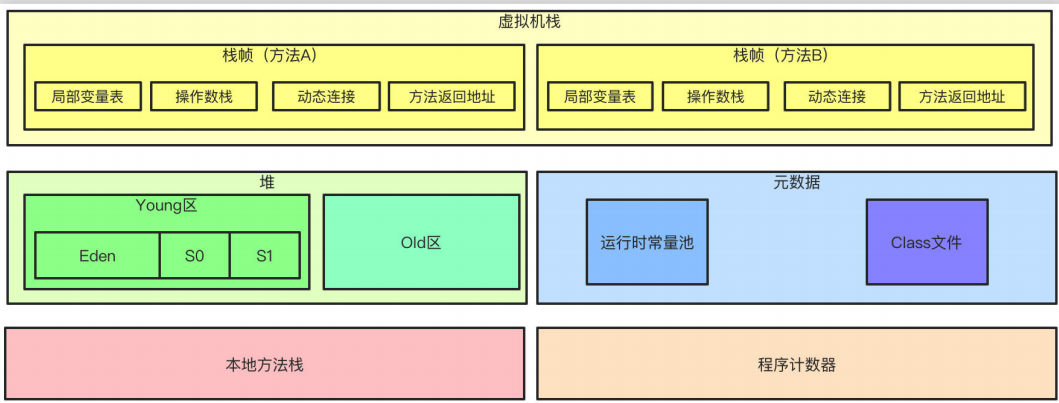 虚拟机栈
栈帧（方法A）
局部变量表
操作数栈
动态连接
方法返回地址
栈帧（方法B）
局部变量表
操作数栈
动态连接
方法返回地址
堆
Young区
Eden
S0
S1
Old区
元数据
运行时常量池
Class文件
本地方法栈
程序计数器